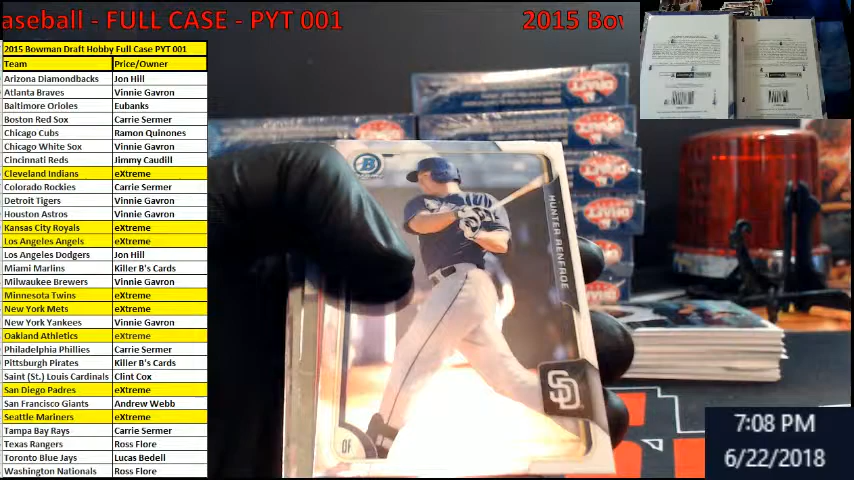 aseball - FULL CASE - PYT 001
2015 Bo
2015 Bowman Draft Hobby Full Case PYT 001
Team Price/Owner
Arizona Diamondbacks Jon Hill
Atlanta Braves Vinnie Gavron
Baltimore Orioles Eubanks
Boston Red Sox Carrie Sermer
Chicago Cubs Ramon Quinones
Chicago White Sox Vinnie Gavron
Cincinnati Reds Jimmy Caudill
Cleveland Indians eXtreme
Colorado Rockies Carrie Sermer
Detroit Tigers Vinnie Gavron
Houston Astros Vinnie Gavron
Kansas City Royals eXtreme
Los Angeles Angels eXtreme
Los Angeles Dodgers Jon Hill
Miami Marlins Killer B's Cards
Milwaukee Brewers Vinnie Gavron
Minnesota Twins eXtreme
New York Mets eXtreme
New York Yankees Vinnie Gavron
Oakland Athletics eXtreme
Philadelphia Phillies Carrie Sermer
Pittsburgh Pirates Killer B's Cards
Saint (St.) Louis Cardinals Clint Cox
San Diego Padres eXtreme
San Francisco Giants Andrew Webb
Seattle Mariners eXtreme
Tampa Bay Rays Carrie Sermer
Texas Rangers Ross Flore
Toronto Blue Jays Lucas Bedell
Washington Nationals Ross Flore
B
HUNTER RENFROE
SD
OF
DRAFT
DRAFT
DRAFT
7:08 PM
6/22/2018